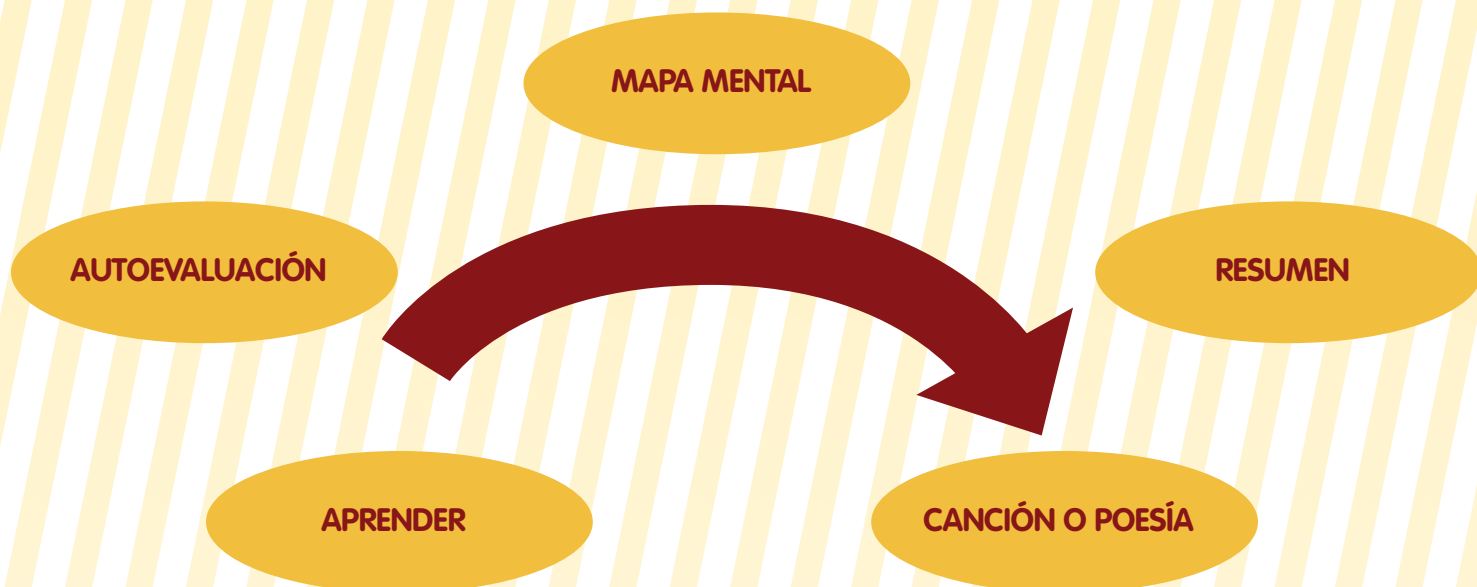 MAPA MENTAL
AUTOEVALUACIÓN
RESUMEN
APRENDER
CANCIÓN O POESÍA